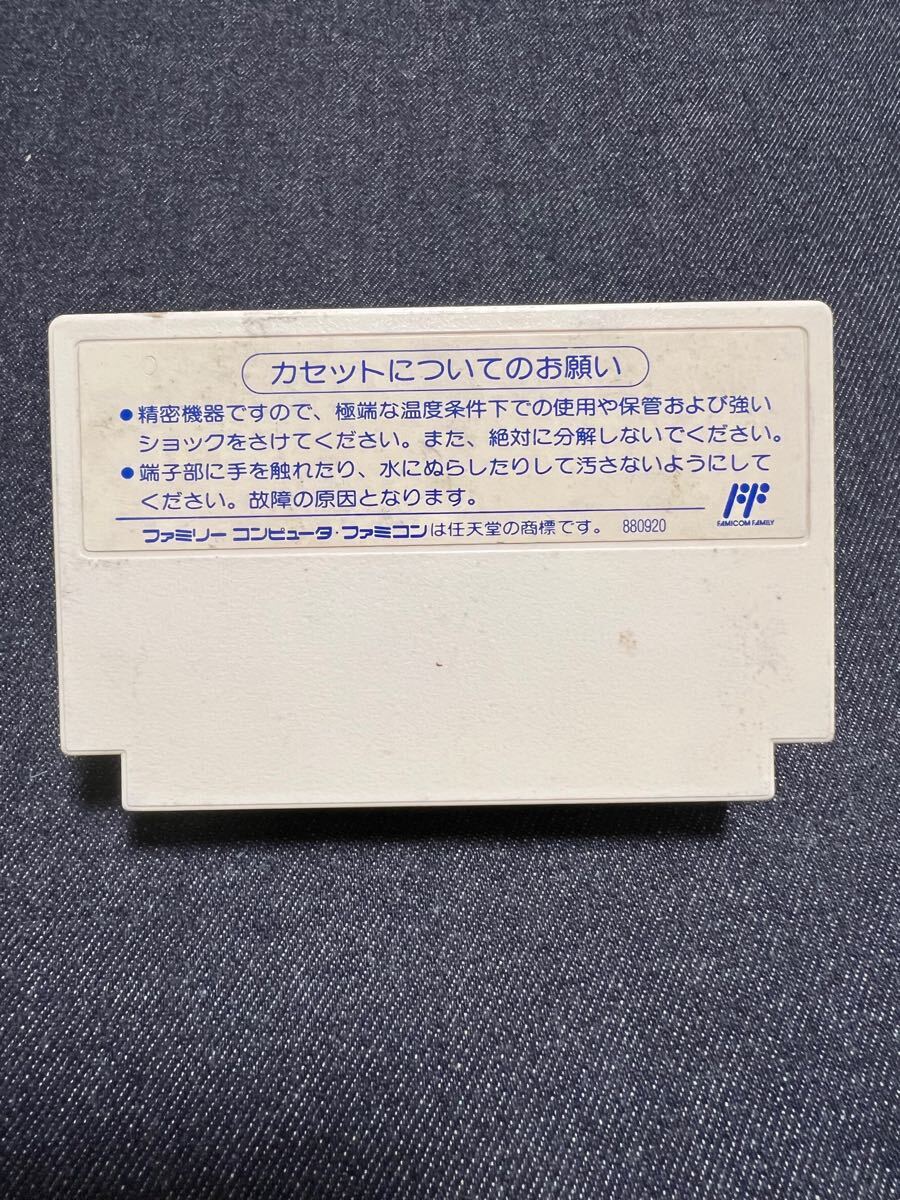 カセットについてのお願い
●精密機器ですので、極端な温度条件下での使用や保管および強い
ショックをさけてください。また、絶対に分解しないでください。
●端子部に手を触れたり、水にぬらしたりして汚さないようにして
ください。故障の原因となります。
FAMICOM FAMILY
ファミリー コンピュータ・ファミコンは任天堂の商標です。 880920